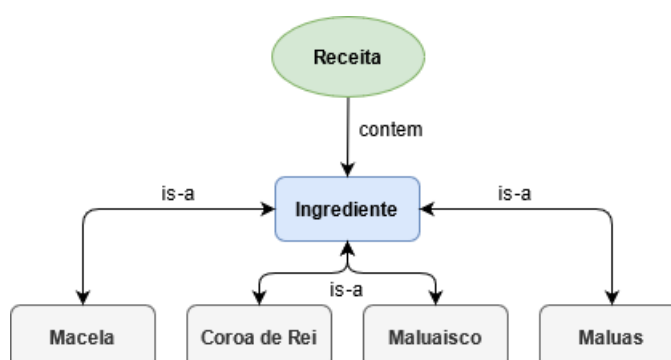 Receita
contem
is-a
is-a
Ingrediente
is-a
Macela
Coroa de Rei
Maluaisco
Maluas